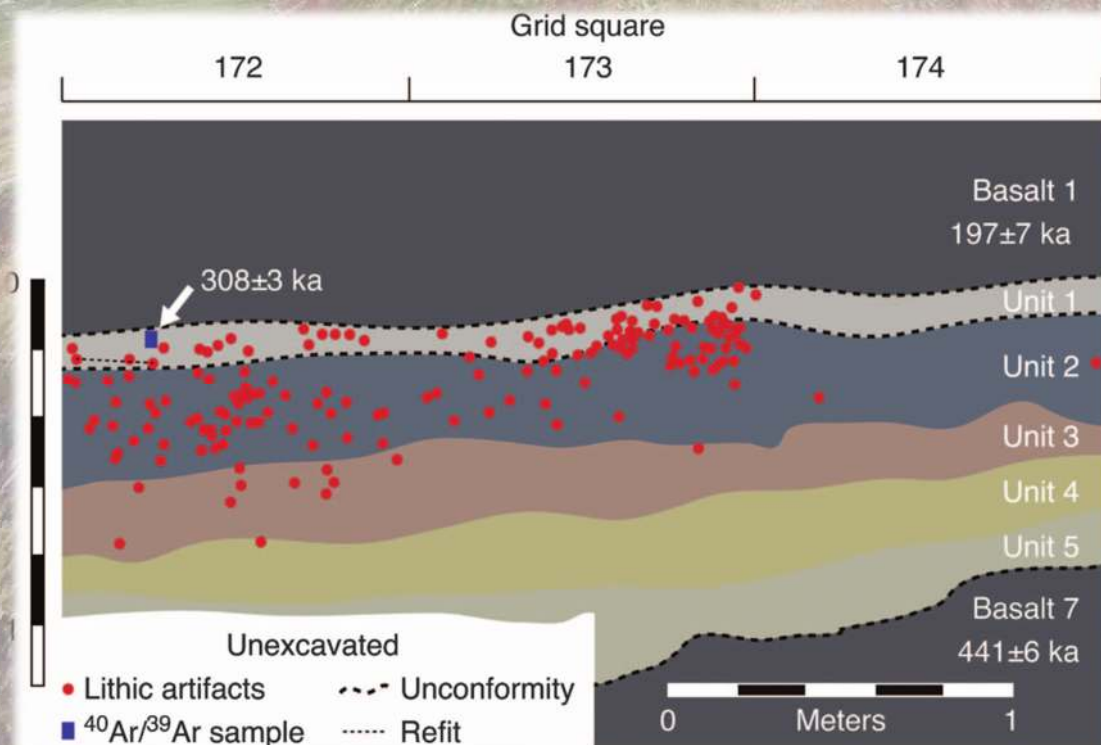 Grid square
172 173 174
Basalt 1
197±7 ka
0
308±3 ka
Unit 1
Unit 2
Unit 3
Unit 4
Unit 5
Basalt 7
441±6 ka
1
Unexcavated
Lithic artifacts
Unconformity
40Ar/39Ar sample
Refit
0 Meters 1